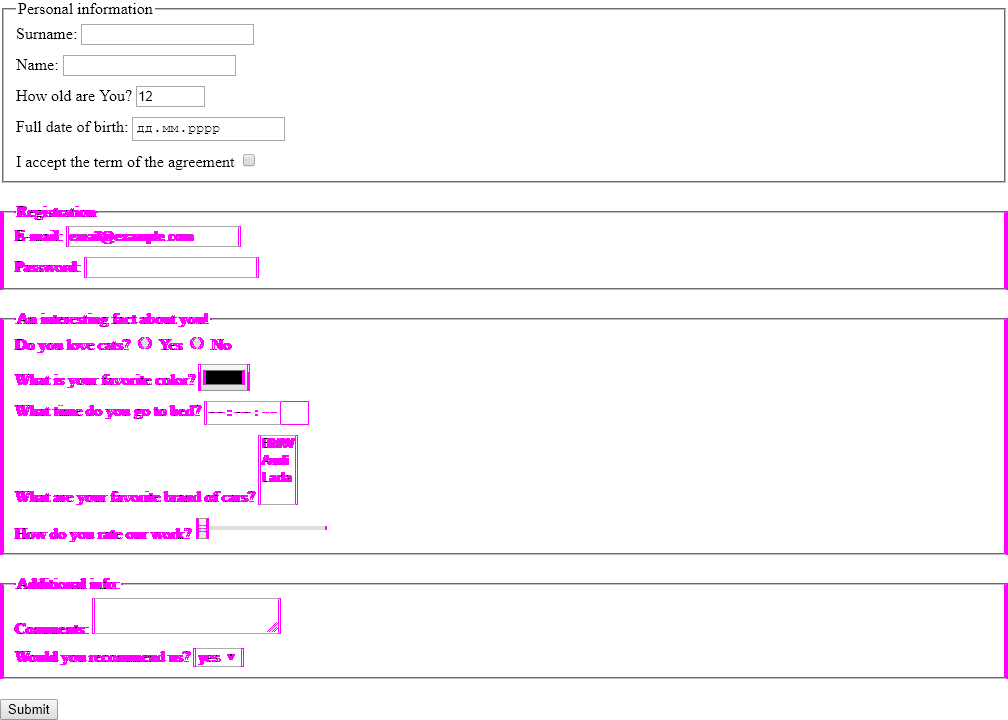 Personal information
Surname:
Name:
How old are You? 12
Full date of birth: дд.мм.рррр
I accept the term of the agreement
Registration
E-mail: email@example.com
Password:
An interesting fact about you!
Do you love cats? Yes No
What is your favorite color?
What time do you go to bed? --:--:--
BMW
Audi
Lada
What are your favorite brand of cars?
How do you rate our work?
Additional info:
Comments:
Would you recommend us? yes
Submit